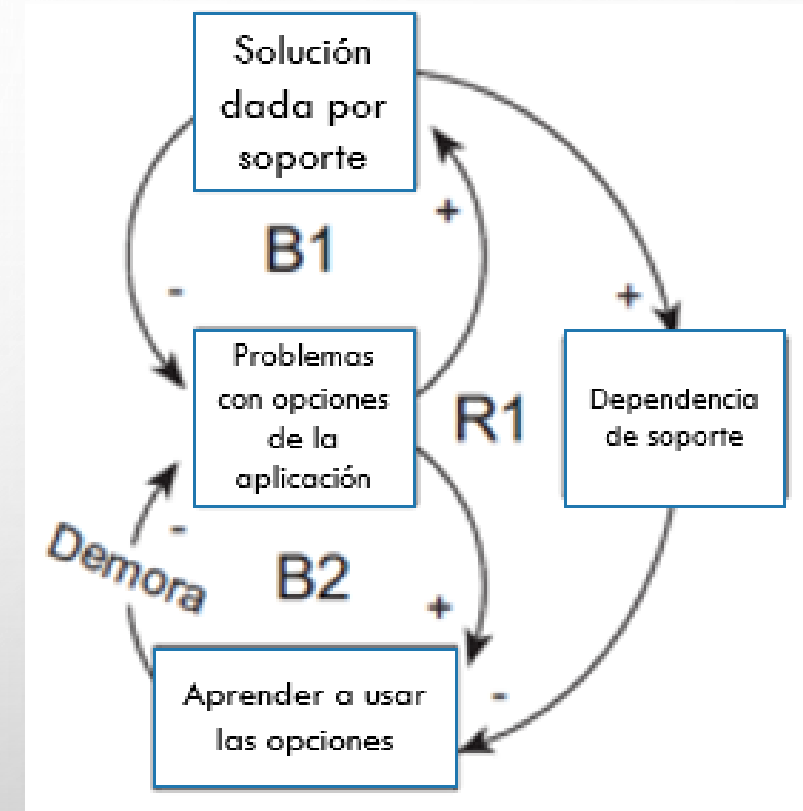 Solución
dada por
soporte
+
B1
-
+
Problemas
con opciones
de la
aplicación
R1
Dependencia
de soporte
-
Demora
B2
+
-
Aprender a usar
las opciones